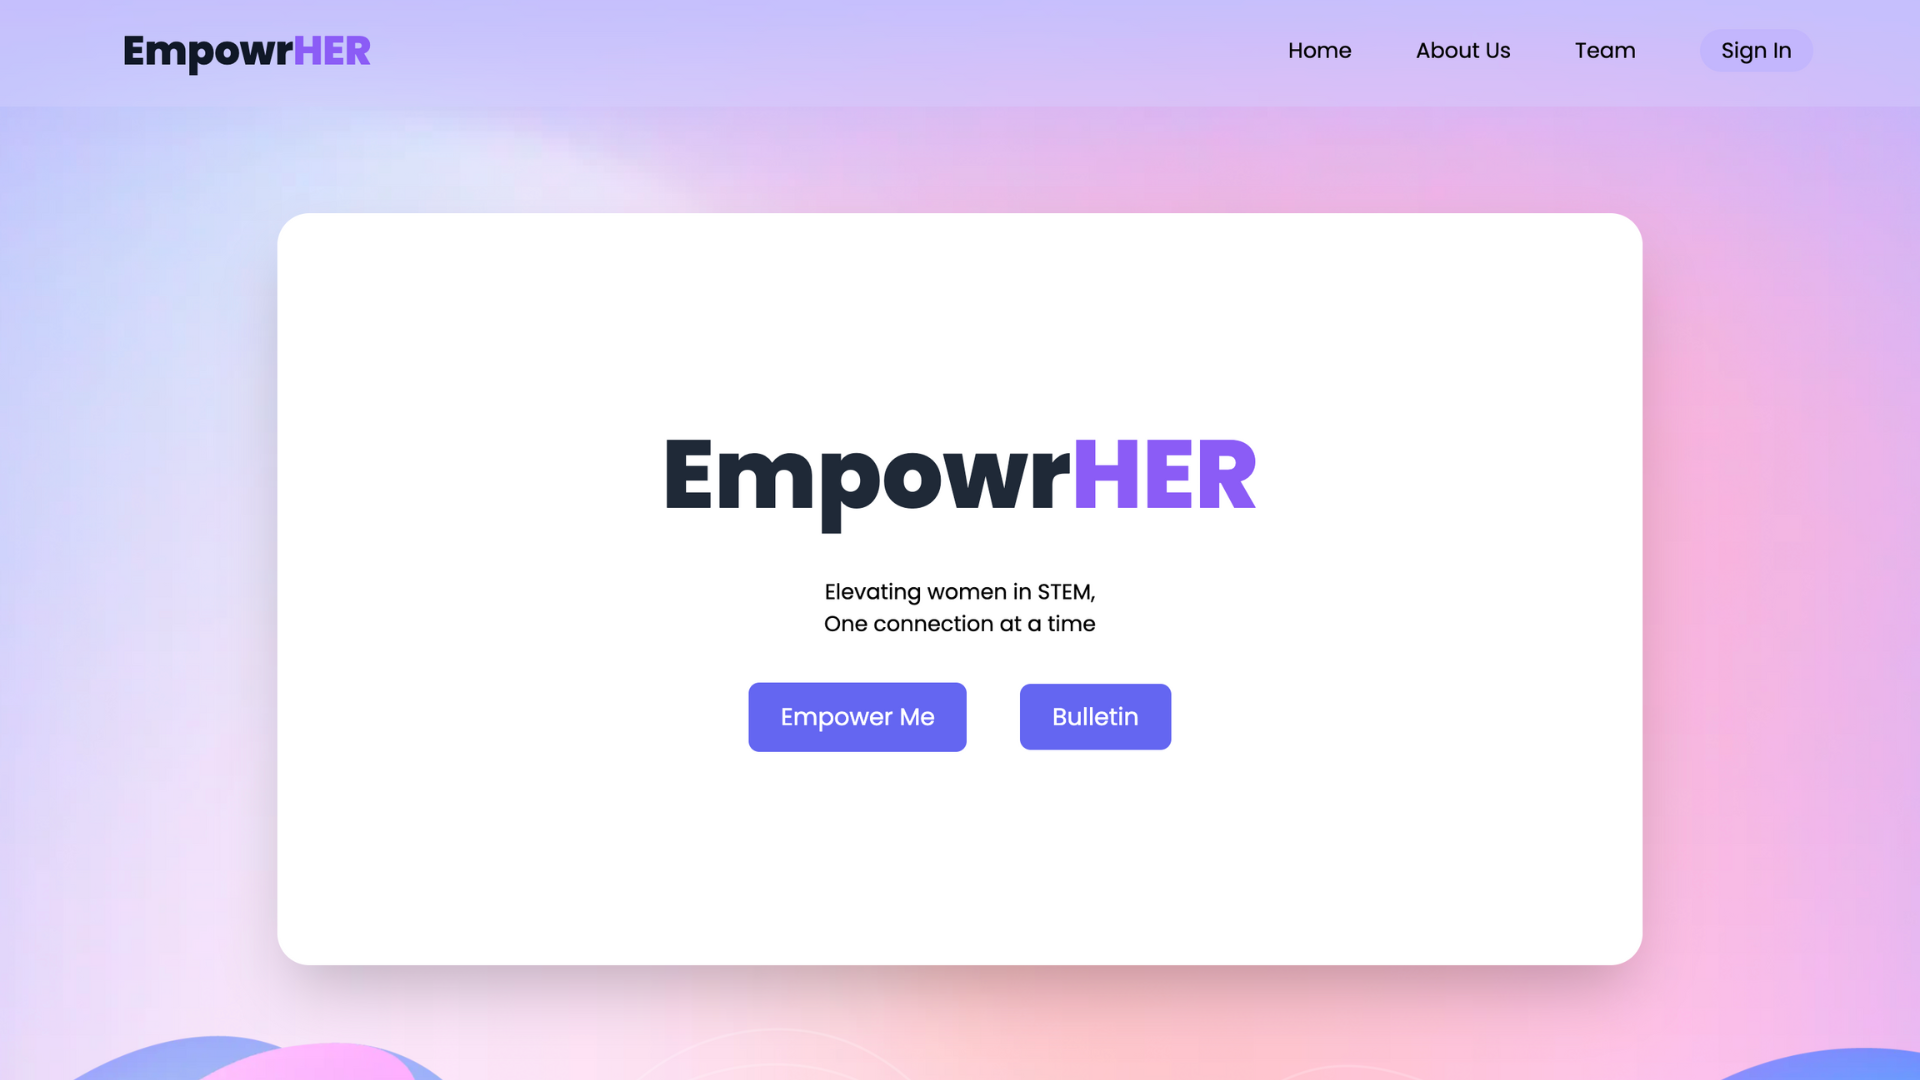 EmpowrHER
Home
About Us
Team
Sign In
EmpowrHER
Elevating women in STEM,
One connection at a time
Empower Me
Bulletin